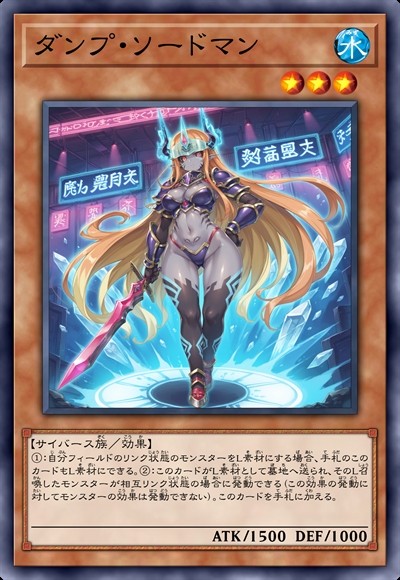 ダンプ・ソードマン
水
【サイバース族／効果】
①：自分フィールドのリンク状態のモンスターをL素材にする場合、手札のこの
カードもL素材にできる。②：このカードがL素材として墓地へ送られ、そのL召
喚したモンスターが相互リンク状態の場合に発動できる（この効果の発動に
対してモンスターの効果は発動できない）。このカードを手札に加える。
ATK/1500 DEF/1000